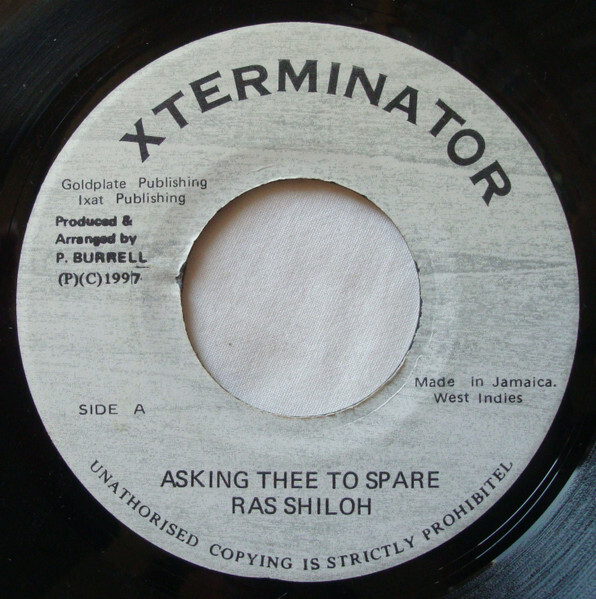 XTERMINATOR
Goldplate Publishing
Ixat Publishing
Produced &
Arranged by
P. BURRELL
(P)(C)1997
Made in Jamaica.
West Indies
SIDE A
ASKING THEE TO SPARE
RAS SHILOH
UNATHORISED COPYING IS STRICTLY PROHIBITEL